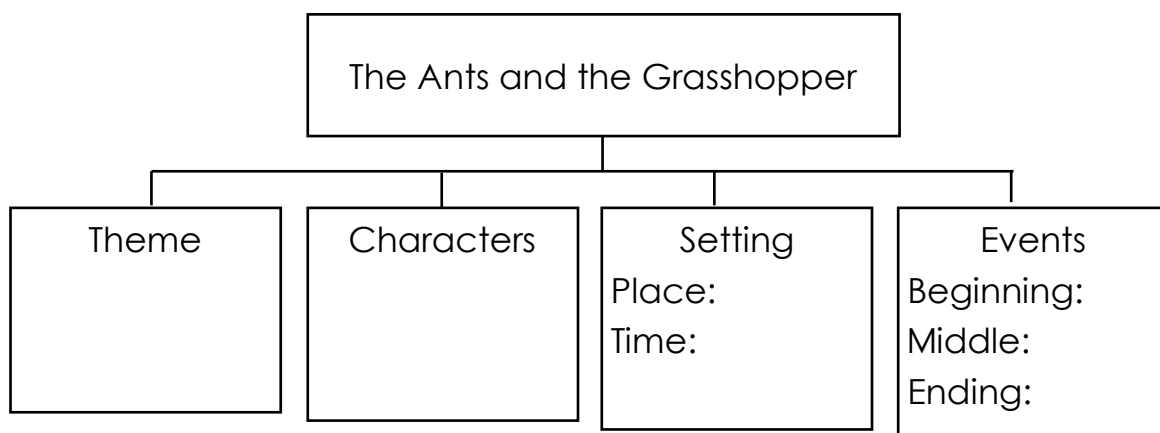 The Ants and the Grasshopper
Theme
Characters
Setting
Place:
Time:
Events
Beginning:
Middle:
Ending: